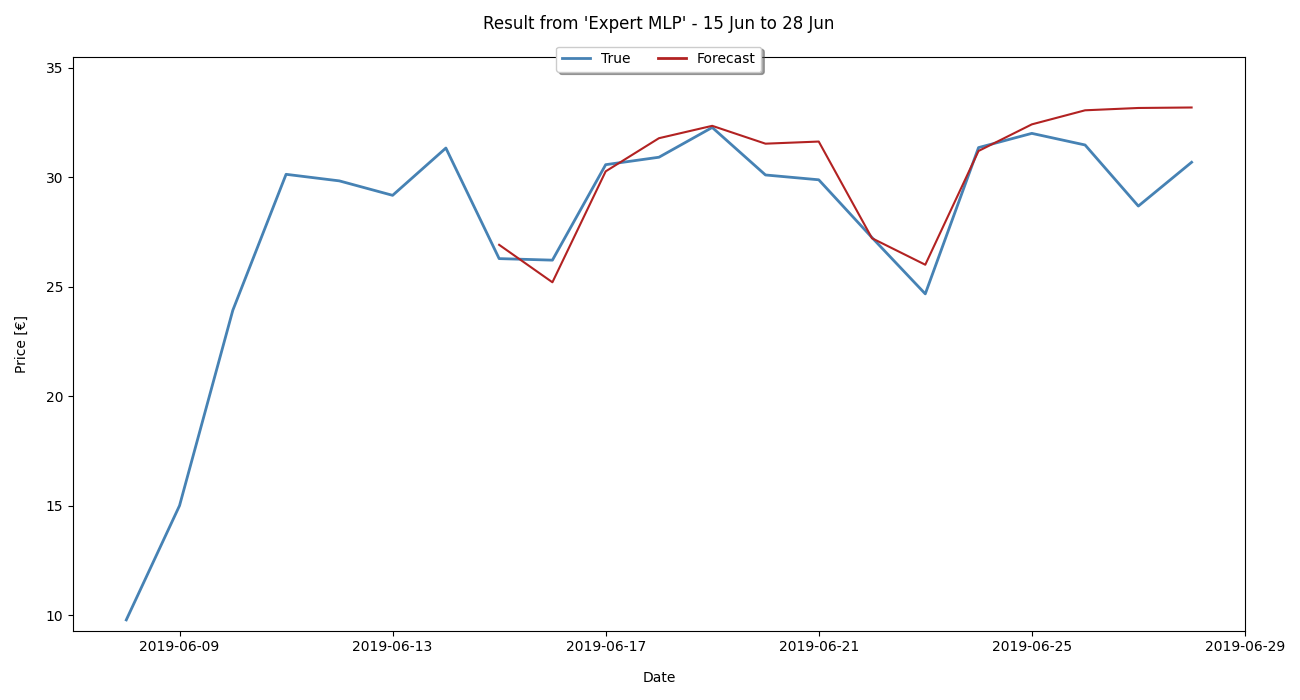 Result from 'Expert MLP' - 15 Jun to 28 Jun
True Forecast
35
30
25
20
15
10
Price [€]
2019-06-09 2019-06-13 2019-06-17 2019-06-21 2019-06-25 2019-06-29
Date